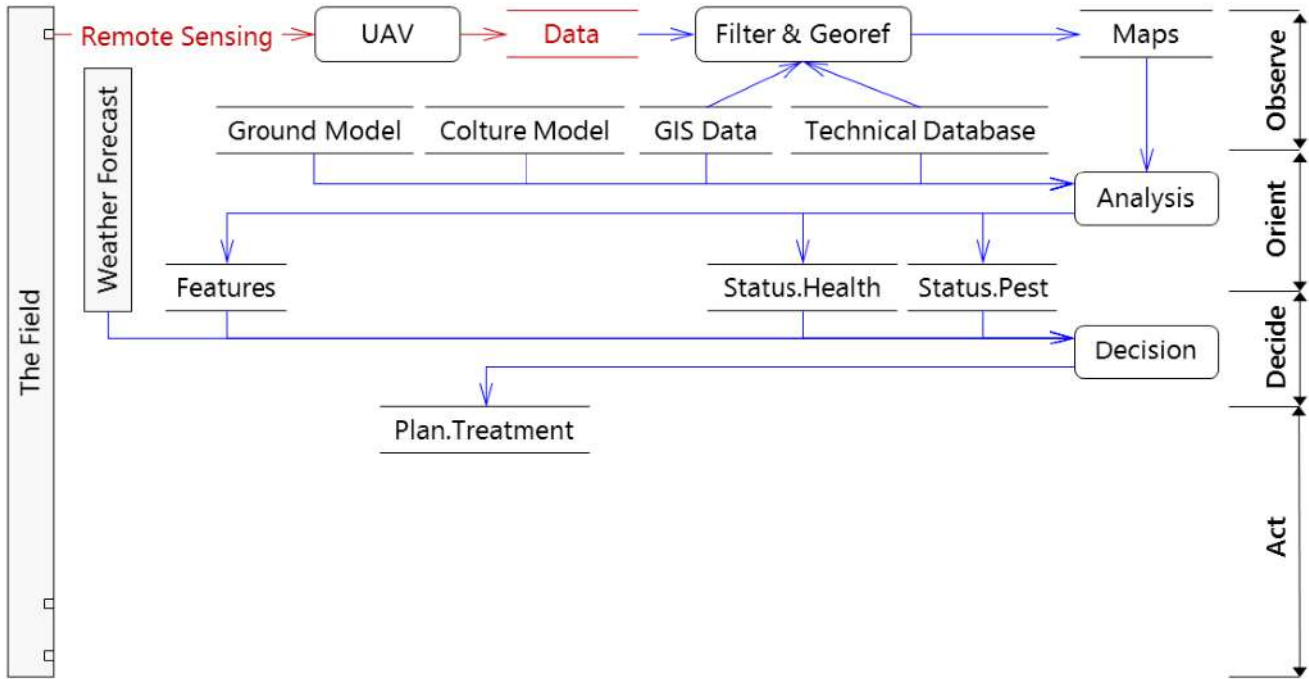 Remote Sensing
UAV
Data
Filter & Georef
Maps
Observe
Ground Model
Colture Model
GIS Data
Technical Database
Weather Forecast
Analysis
Orient
The Field
Features
Status.Health
Status.Pest
Decision
Decide
Plan.Treatment
Act